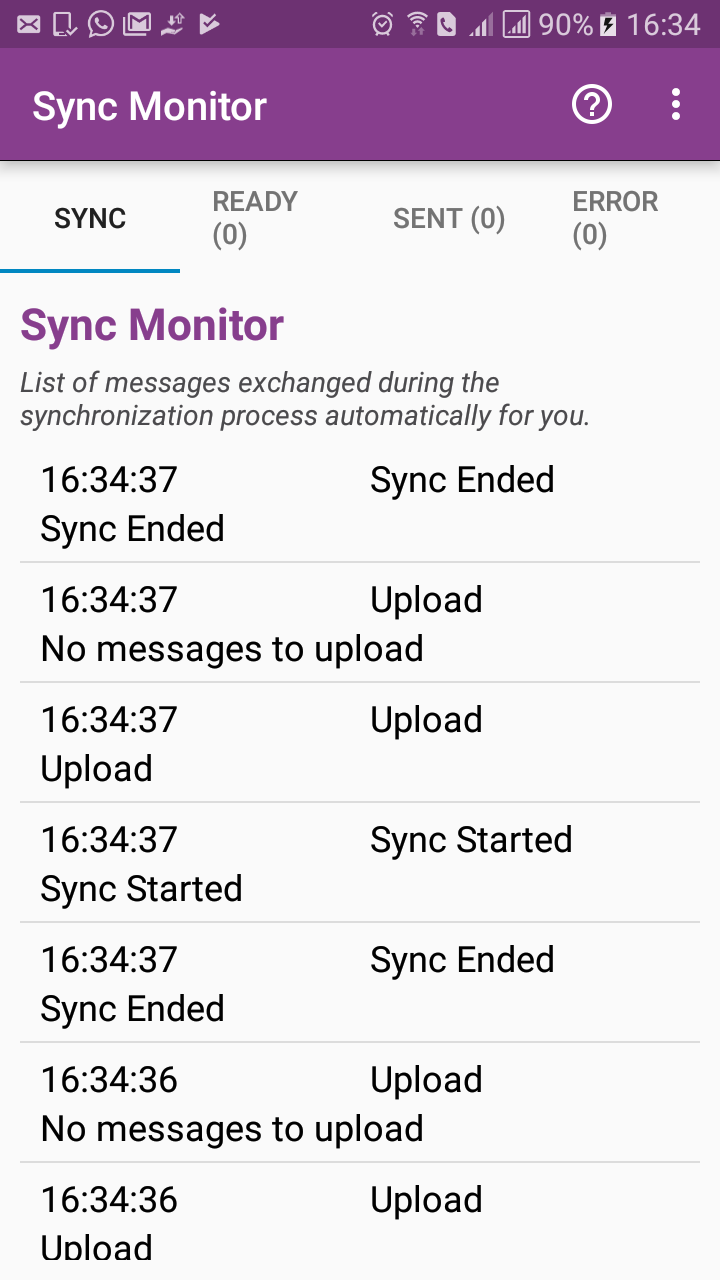 90% 16:34
Sync Monitor
SYNC
READY
(0)
SENT (0)
ERROR
(0)
Sync Monitor
List of messages exchanged during the
synchronization process automatically for you.
16:34:37 Sync Ended
Sync Ended
16:34:37 Upload
No messages to upload
16:34:37 Upload
Upload
16:34:37 Sync Started
Sync Started
16:34:37 Sync Ended
Sync Ended
16:34:36 Upload
No messages to upload
16:34:36 Upload
Upload